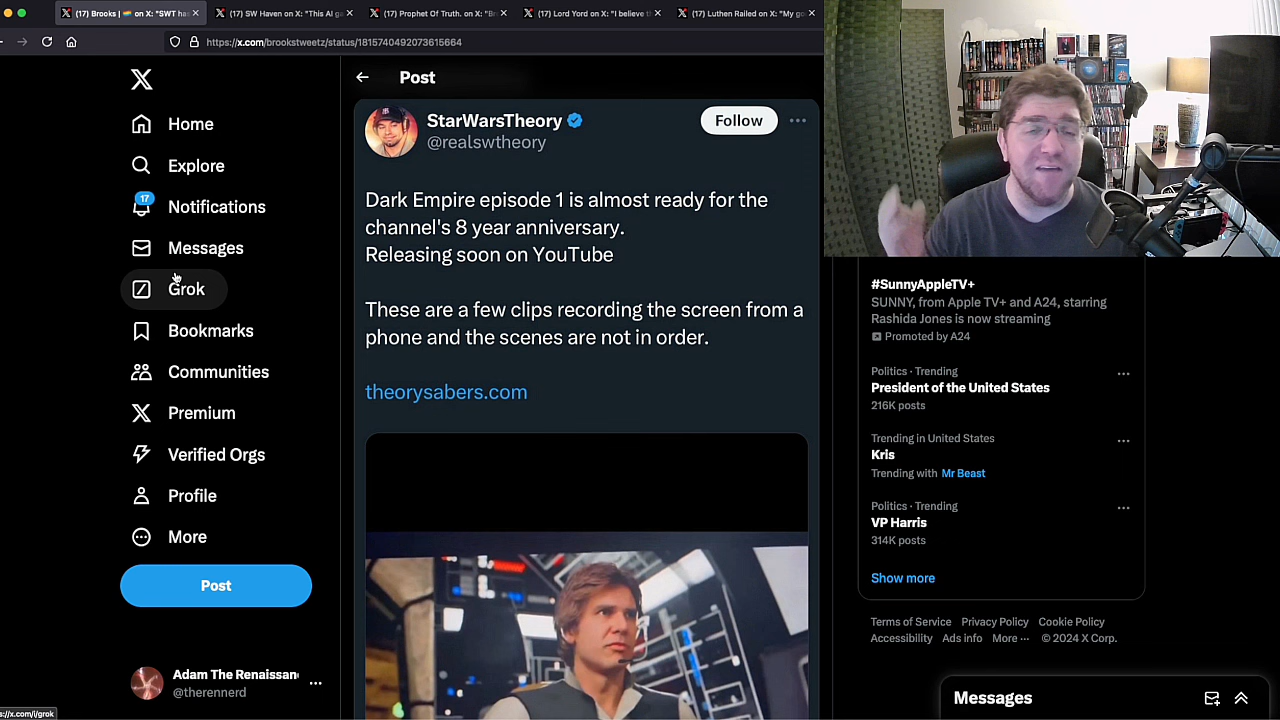 (17) Brooks | 🏳️‍🌈 on X: "SWT has
(17) SW Haven on X: "This AI ga
(17) Prophet Of Truth. on X: "Br
(17) Lord Yord on X: "I believe th
(17) Luthen Railed on X: "My go
https://x.com/brookstweetz/status/1815740492073615664
Home
Explore
17
Notifications
Messages
Grok
Bookmarks
Communities
Premium
Verified Orgs
Profile
More
Post
Adam The Renaissan
@therennerd
s://x.com/i/grok
Post
StarWarsTheory
@realswtheory
Follow
Dark Empire episode 1 is almost ready for the
channel's 8 year anniversary.
Releasing soon on YouTube
These are a few clips recording the screen from a
phone and the scenes are not in order.
theorysabers.com
#SunnyAppleTV+
SUNNY, from Apple TV+ and A24, starring
Rashida Jones is now streaming
Promoted by A24
Politics · Trending
President of the United States
216K posts
Trending in United States
Kris
Trending with Mr Beast
Politics · Trending
VP Harris
314K posts
Show more
Terms of Service Privacy Policy Cookie Policy
Accessibility Ads info More ··· © 2024 X Corp.
Messages